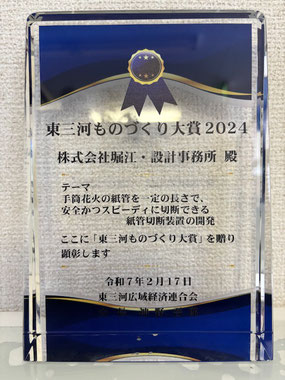 東三河ものづくり大賞2024
株式会社堀江・設計事務所 殿
テーマ
手筒花火の紙管を一定の長さで、
安全かつスピーディに切断できる
紙管切断装置の開発
ここに「東三河ものづくり大賞」を贈り
顕彰します
令和7年2月17日
東三河広域経済連合会